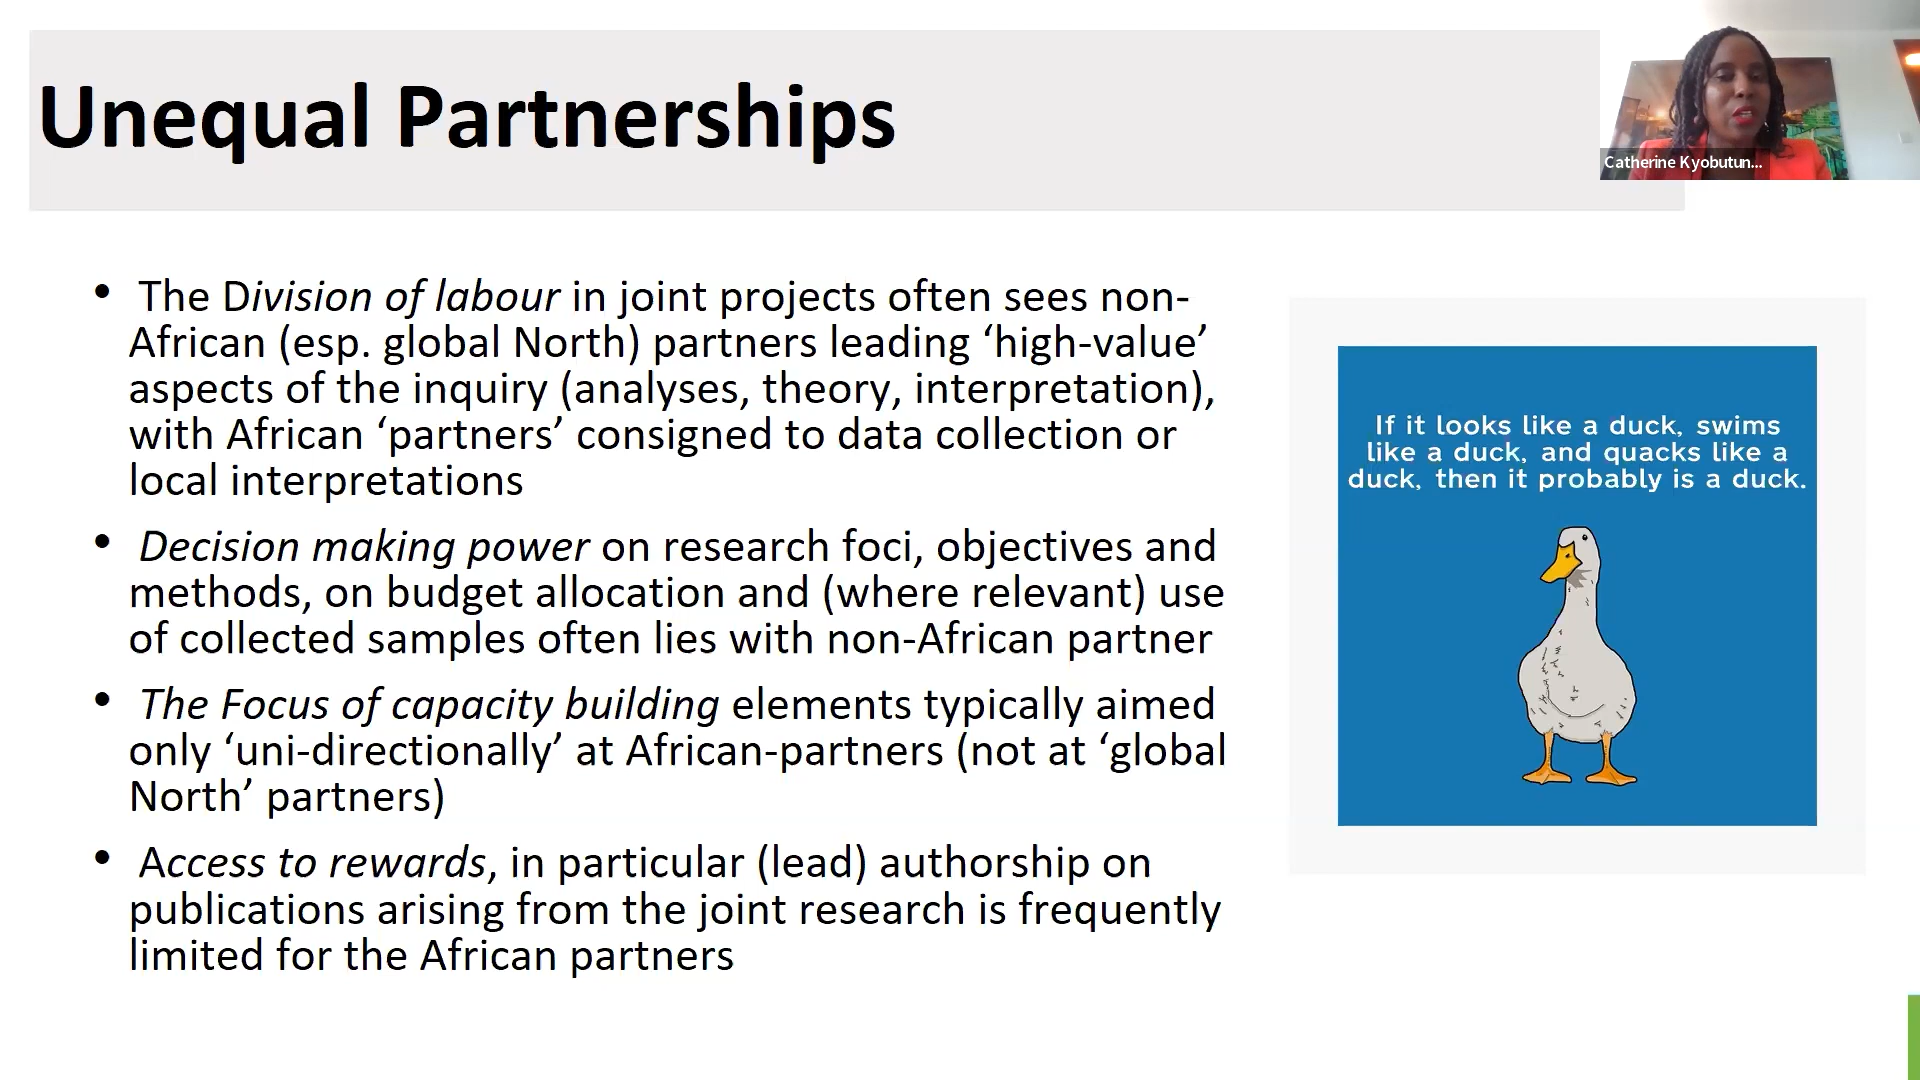 Unequal Partnerships
Catherine Kyobutun...
• The Division of labour in joint projects often sees non-
African (esp. global North) partners leading ‘high-value’
aspects of the inquiry (analyses, theory, interpretation),
with African ‘partners’ consigned to data collection or
local interpretations
• Decision making power on research foci, objectives and
methods, on budget allocation and (where relevant) use
of collected samples often lies with non-African partner
• The Focus of capacity building elements typically aimed
only ‘uni-directionally’ at African-partners (not at ‘global
North’ partners)
• Access to rewards, in particular (lead) authorship on
publications arising from the joint research is frequently
limited for the African partners
If it looks like a duck, swims
like a duck, and quacks like a
duck, then it probably is a duck.